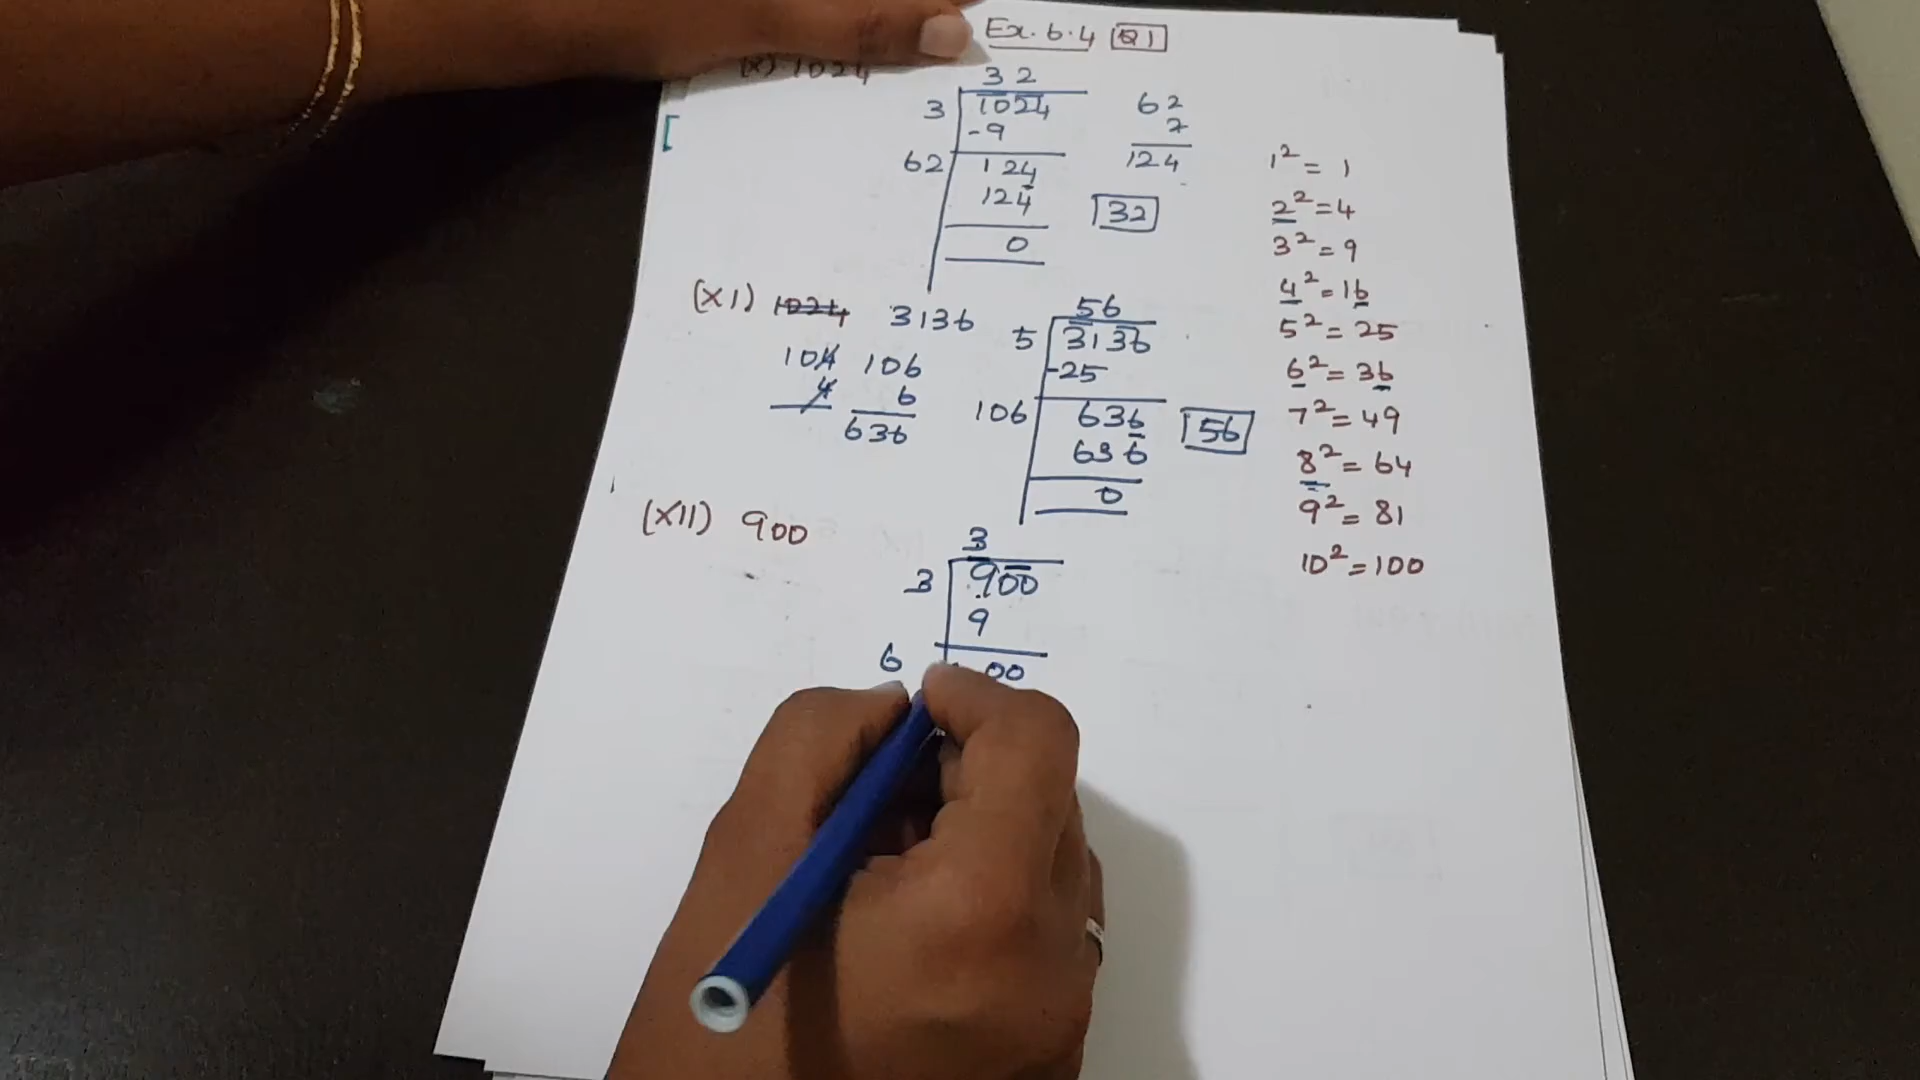 Ex. 6.4 Q1
(x) 1024
32
3 1024
-9
62 124
124
0
62
2
124
32
(XI) 1024 3136
104 106
4 6
636
56
5 3136
-25
106 636
636
0
56
(XII) 900
3
3 900
9
6 00
1² = 1
2² = 4
3² = 9
4² = 16
5² = 25
6² = 36
7² = 49
8² = 64
9² = 81
10² = 100